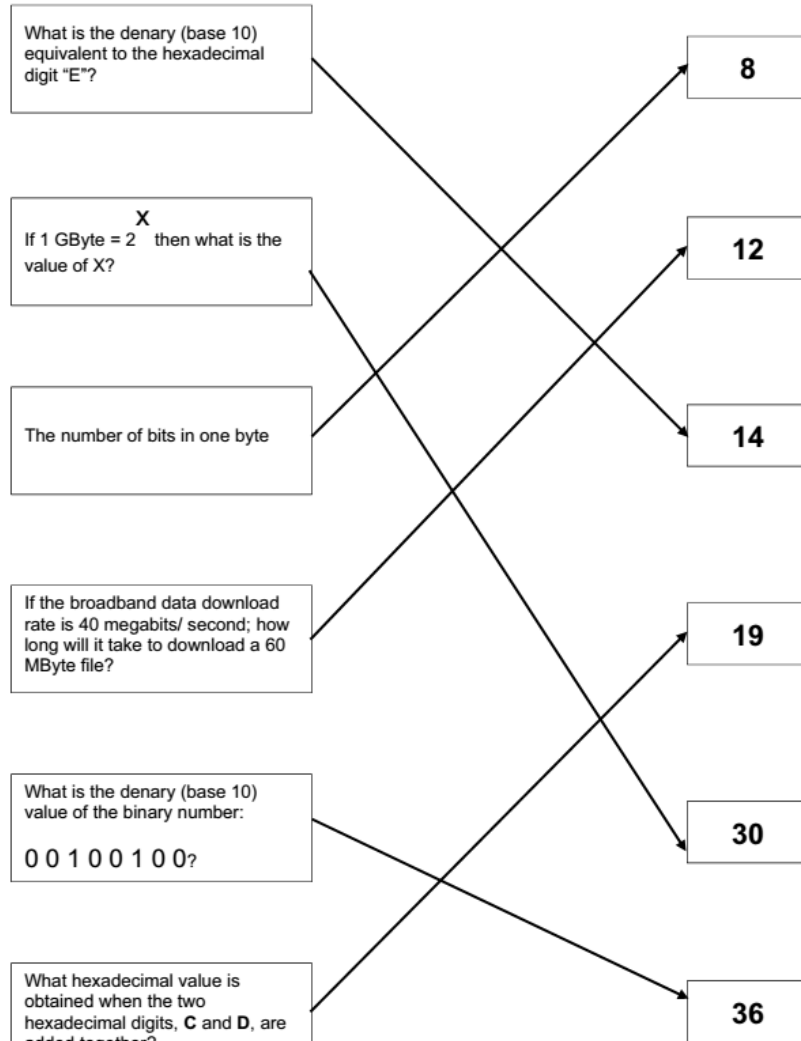 What is the denary (base 10)
equivalent to the hexadecimal
digit “E”?
8
If 1 GByte = 2^X then what is the
value of X?
12
The number of bits in one byte
14
If the broadband data download
rate is 40 megabits/ second; how
long will it take to download a 60
MByte file?
19
What is the denary (base 10)
value of the binary number:
0 0 1 0 0 1 0 0?
30
What hexadecimal value is
obtained when the two
hexadecimal digits, C and D, are
added together?
36